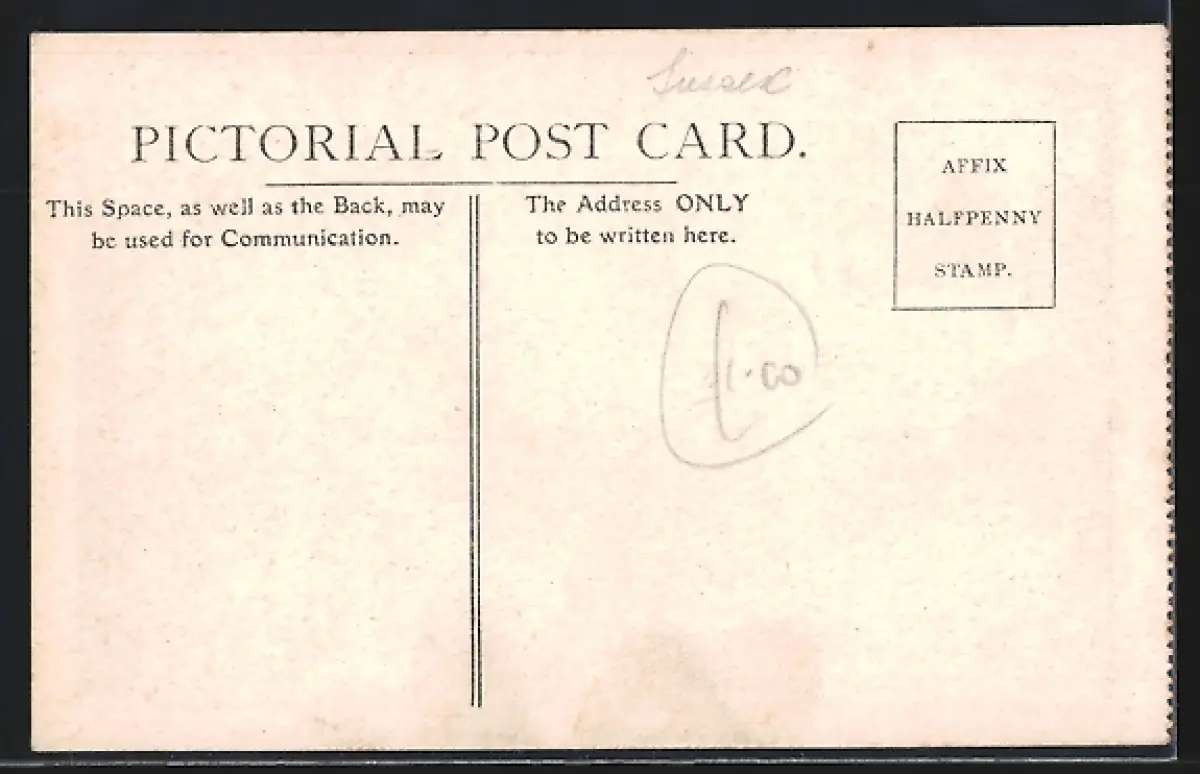 Sussex
PICTORIAL POST CARD.
This Space, as well as the Back, may
be used for Communication.
The Address ONLY
to be written here.
AFFIX
HALFPENNY
STAMP.
1.00